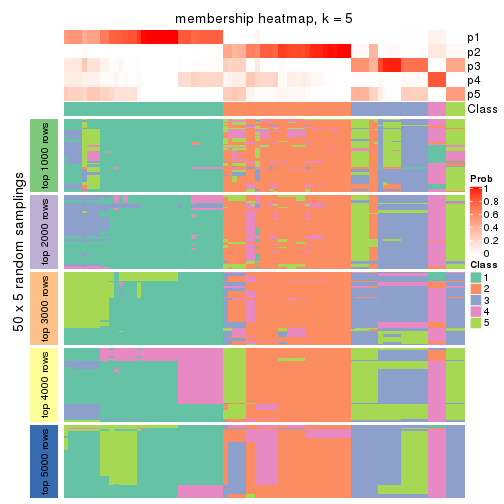 membership heatmap, k = 5
p1
p2
p3
p4
p5
Class
50 x 5 random samplings
top 1000 rows
top 2000 rows
top 3000 rows
top 4000 rows
top 5000 rows
Prob
1
0.8
0.6
0.4
0.2
0
Class
1
2
3
4
5